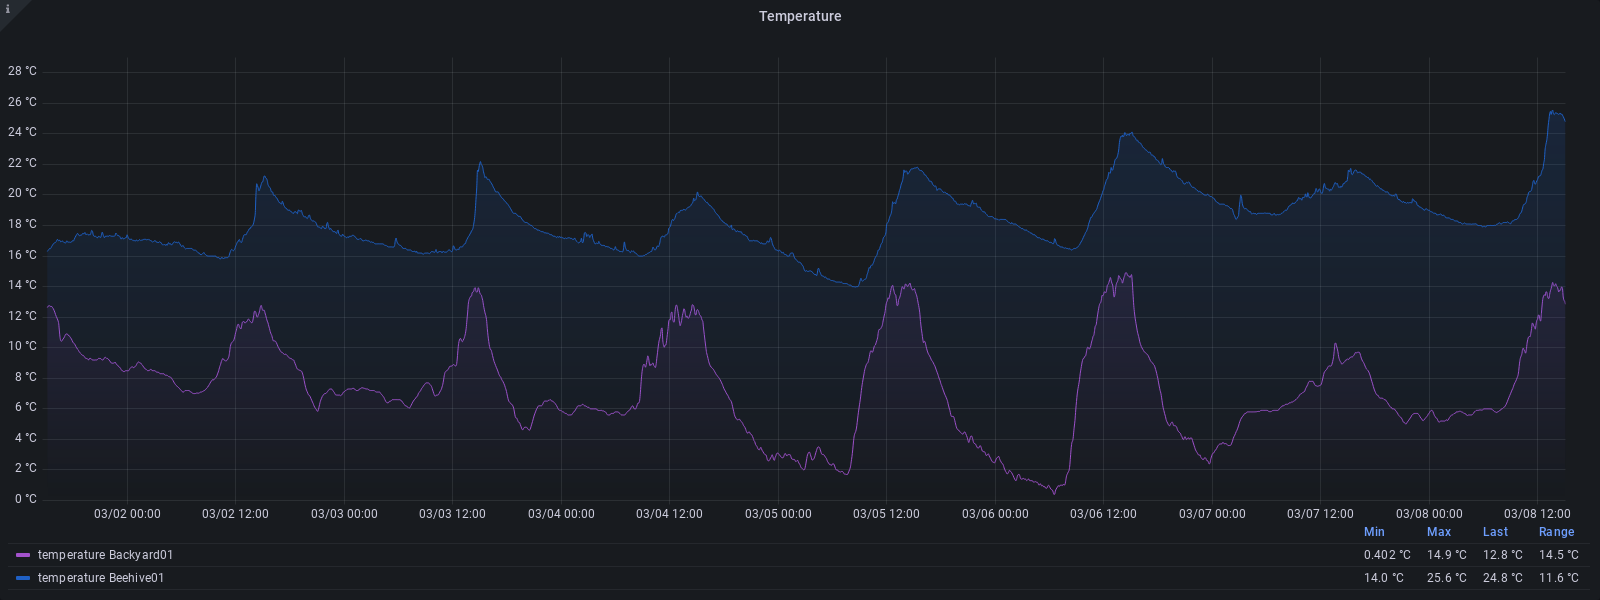 i
Temperature
28 °C
26 °C
24 °C
22 °C
20 °C
18 °C
16 °C
14 °C
12 °C
10 °C
8 °C
6 °C
4 °C
2 °C
0 °C
03/02 00:00 03/02 12:00 03/03 00:00 03/03 12:00 03/04 00:00 03/04 12:00 03/05 00:00 03/05 12:00 03/06 00:00 03/06 12:00 03/07 00:00 03/07 12:00 03/08 00:00 03/08 12:00
Min Max Last Range
temperature Backyard01 0.402 °C 14.9 °C 12.8 °C 14.5 °C
temperature Beehive01 14.0 °C 25.6 °C 24.8 °C 11.6 °C